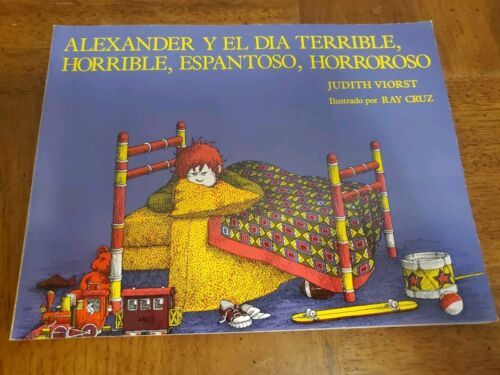 ALEXANDER Y EL DIA TERRIBLE,
HORRIBLE, ESPANTOSO, HORROROSO
JUDITH VIORST
Ilustrado por RAY CRUZ